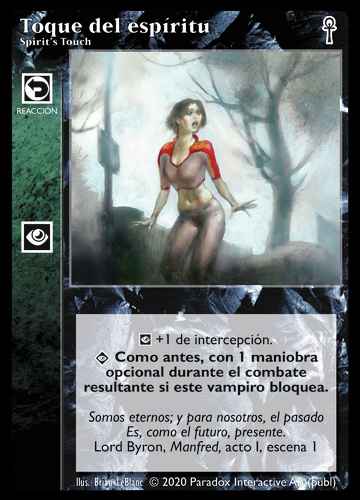 Toque del espíritu
Spirit's Touch
REACCIÓN
+1 de intercepción.
Como antes, con 1 maniobra
opcional durante el combate
resultante si este vampiro bloquea.
Somos eternos; y para nosotros, el pasado
Es, como el futuro, presente.
Lord Byron, Manfred, acto I, escena 1
Ilus.: Brian LeBlanc © 2020 Paradox Interactive AB (publ)